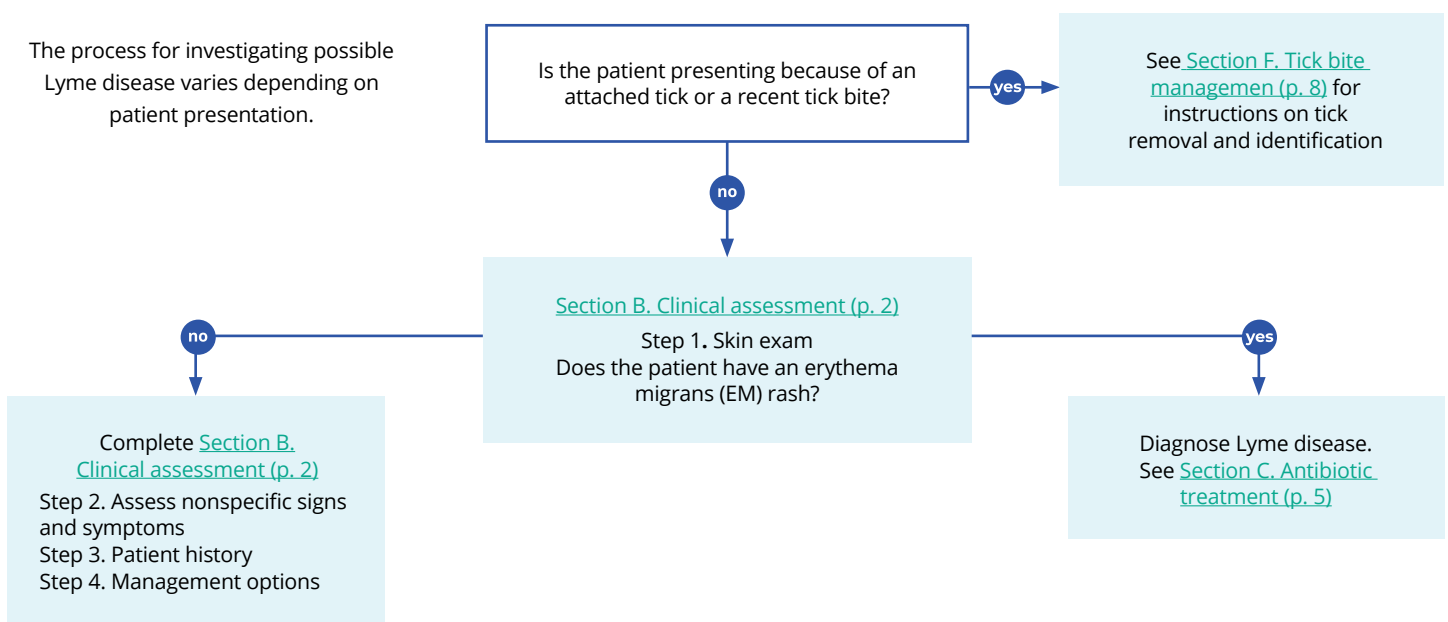 The process for investigating possible
Lyme disease varies depending on
patient presentation.
Is the patient presenting because of an
attached tick or a recent tick bite?
yes
See Section F. Tick bite
managemen (p. 8) for
instructions on tick
removal and identification
no
Section B. Clinical assessment (p. 2)
Step 1. Skin exam
Does the patient have an erythema
migrans (EM) rash?
no
Complete Section B.
Clinical assessment (p. 2)
Step 2. Assess nonspecific signs
and symptoms
Step 3. Patient history
Step 4. Management options
yes
Diagnose Lyme disease.
See Section C. Antibiotic
treatment (p. 5)